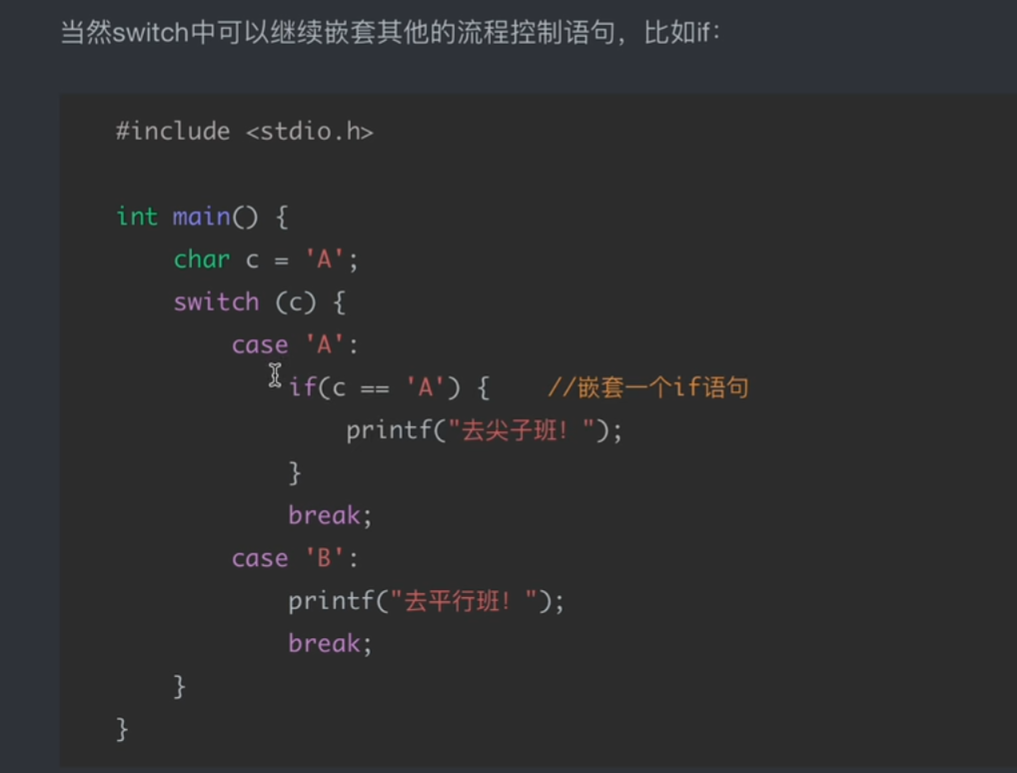 当然switch中可以继续嵌套其他的流程控制语句，比如if：
#include <stdio.h>
int main() {
    char c = 'A';
    switch (c) {
        case 'A':
            if(c == 'A') {    //嵌套一个if语句
                printf("去尖子班！");
            }
            break;
        case 'B':
            printf("去平行班！");
            break;
    }
}